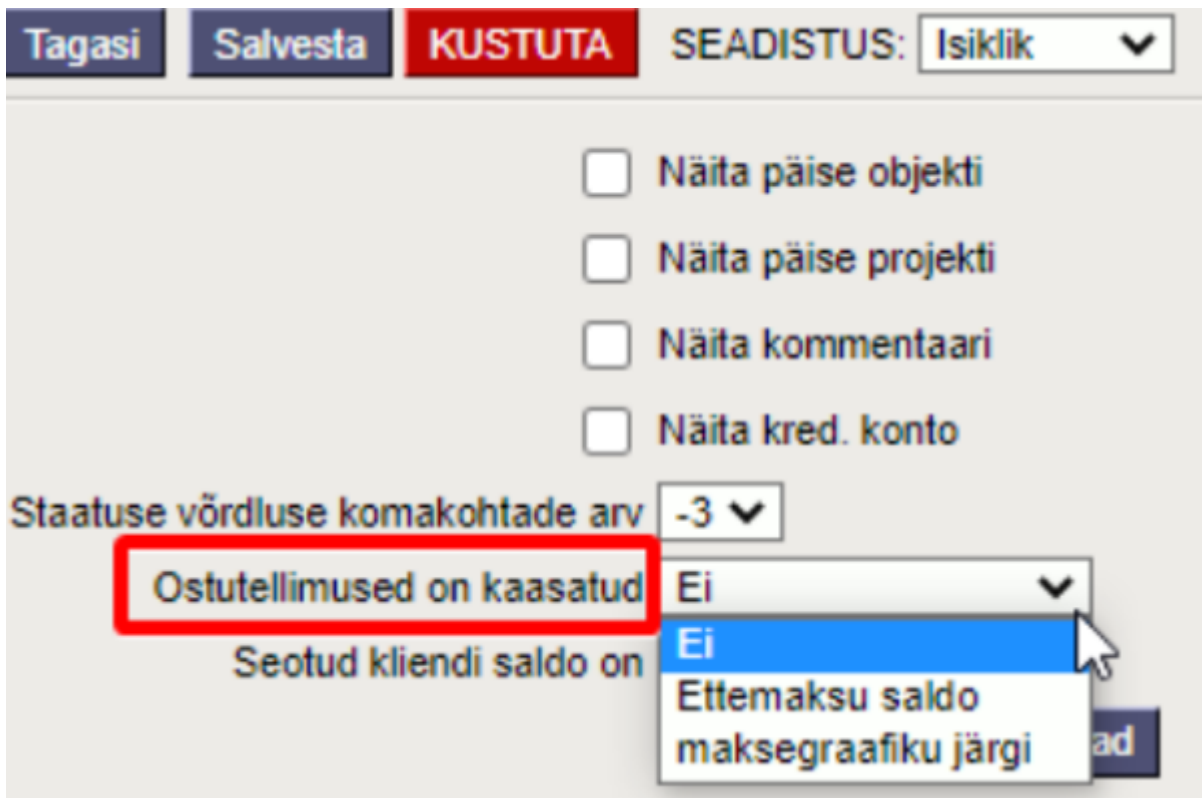 Tagasi Salvesta KUSTUTA SEADISTUS: Isiklik
Näita päise objekti
Näita päise projekti
Näita kommentaari
Näita kred. konto
Staatuse võrdluse komakohtade arv -3
Ostutellimused on kaasatud Ei
Ei
Seotud kliendi saldo on
Ettemaksu saldo
maksegraafiku järgi
ad